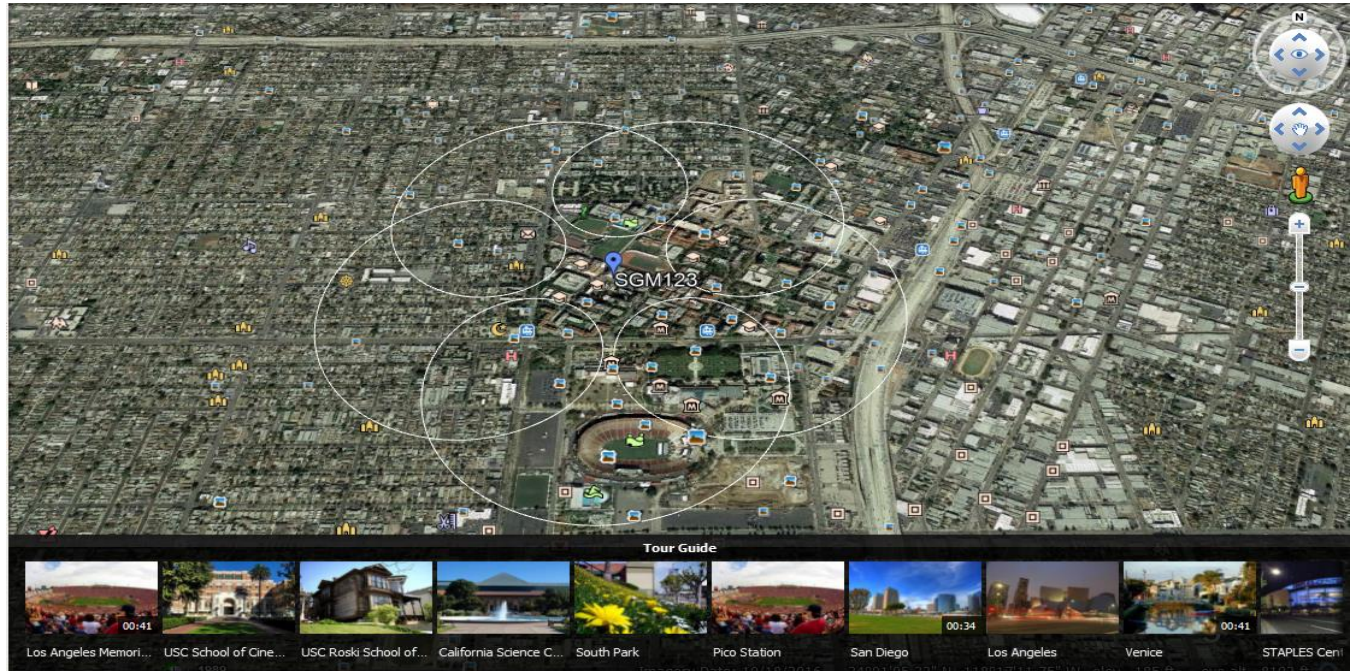 N
SGM123
Tour Guide
00:41
00:34
00:41
Los Angeles Memori...
USC School of Cine...
USC Roski School of...
California Science C...
South Park
Pico Station
San Diego
Los Angeles
Venice
STAPLES Cent
1989